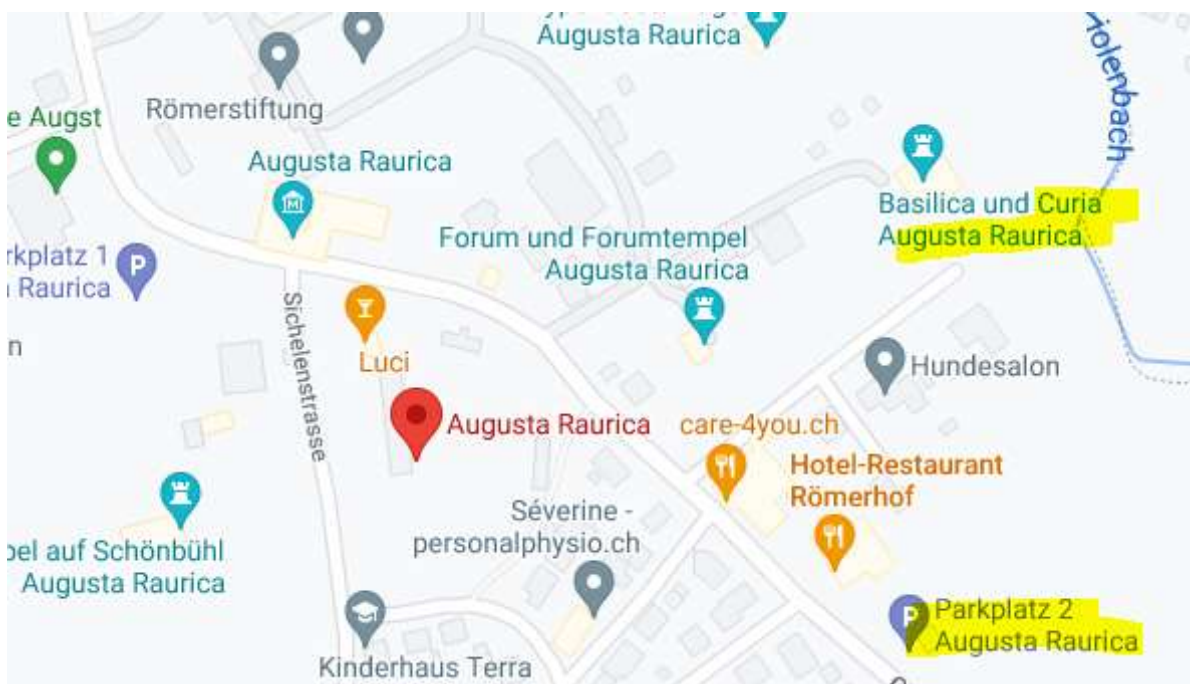 Augusta Raurica
Römerstiftung
e Augst
Augusta Raurica
Basilica und Curia
Augusta Raurica
Forum und Forumtempel
Augusta Raurica
rkplatz 1
Raurica
n
Sichelenstrasse
Luci
Hundesalon
Augusta Raurica
care-4you.ch
Hotel-Restaurant
Römerhof
Séverine -
personalphysio.ch
el auf Schönbühl
Augusta Raurica
Parkplatz 2
Augusta Raurica
Kinderhaus Terra
iolenbach